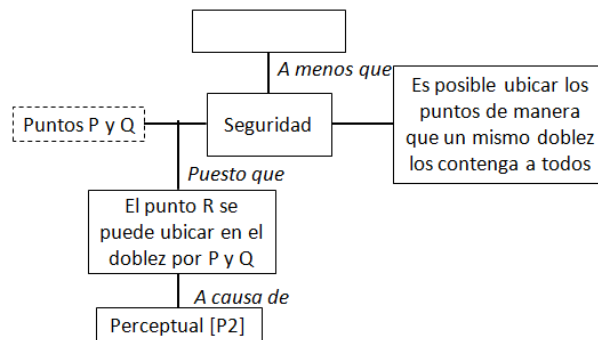 A menos que
Es posible ubicar los
puntos de manera
que un mismo doblez
los contenga a todos
Puntos P y Q
Seguridad
Puesto que
El punto R se
puede ubicar en el
doblez por P y Q
A causa de
Perceptual [P2]